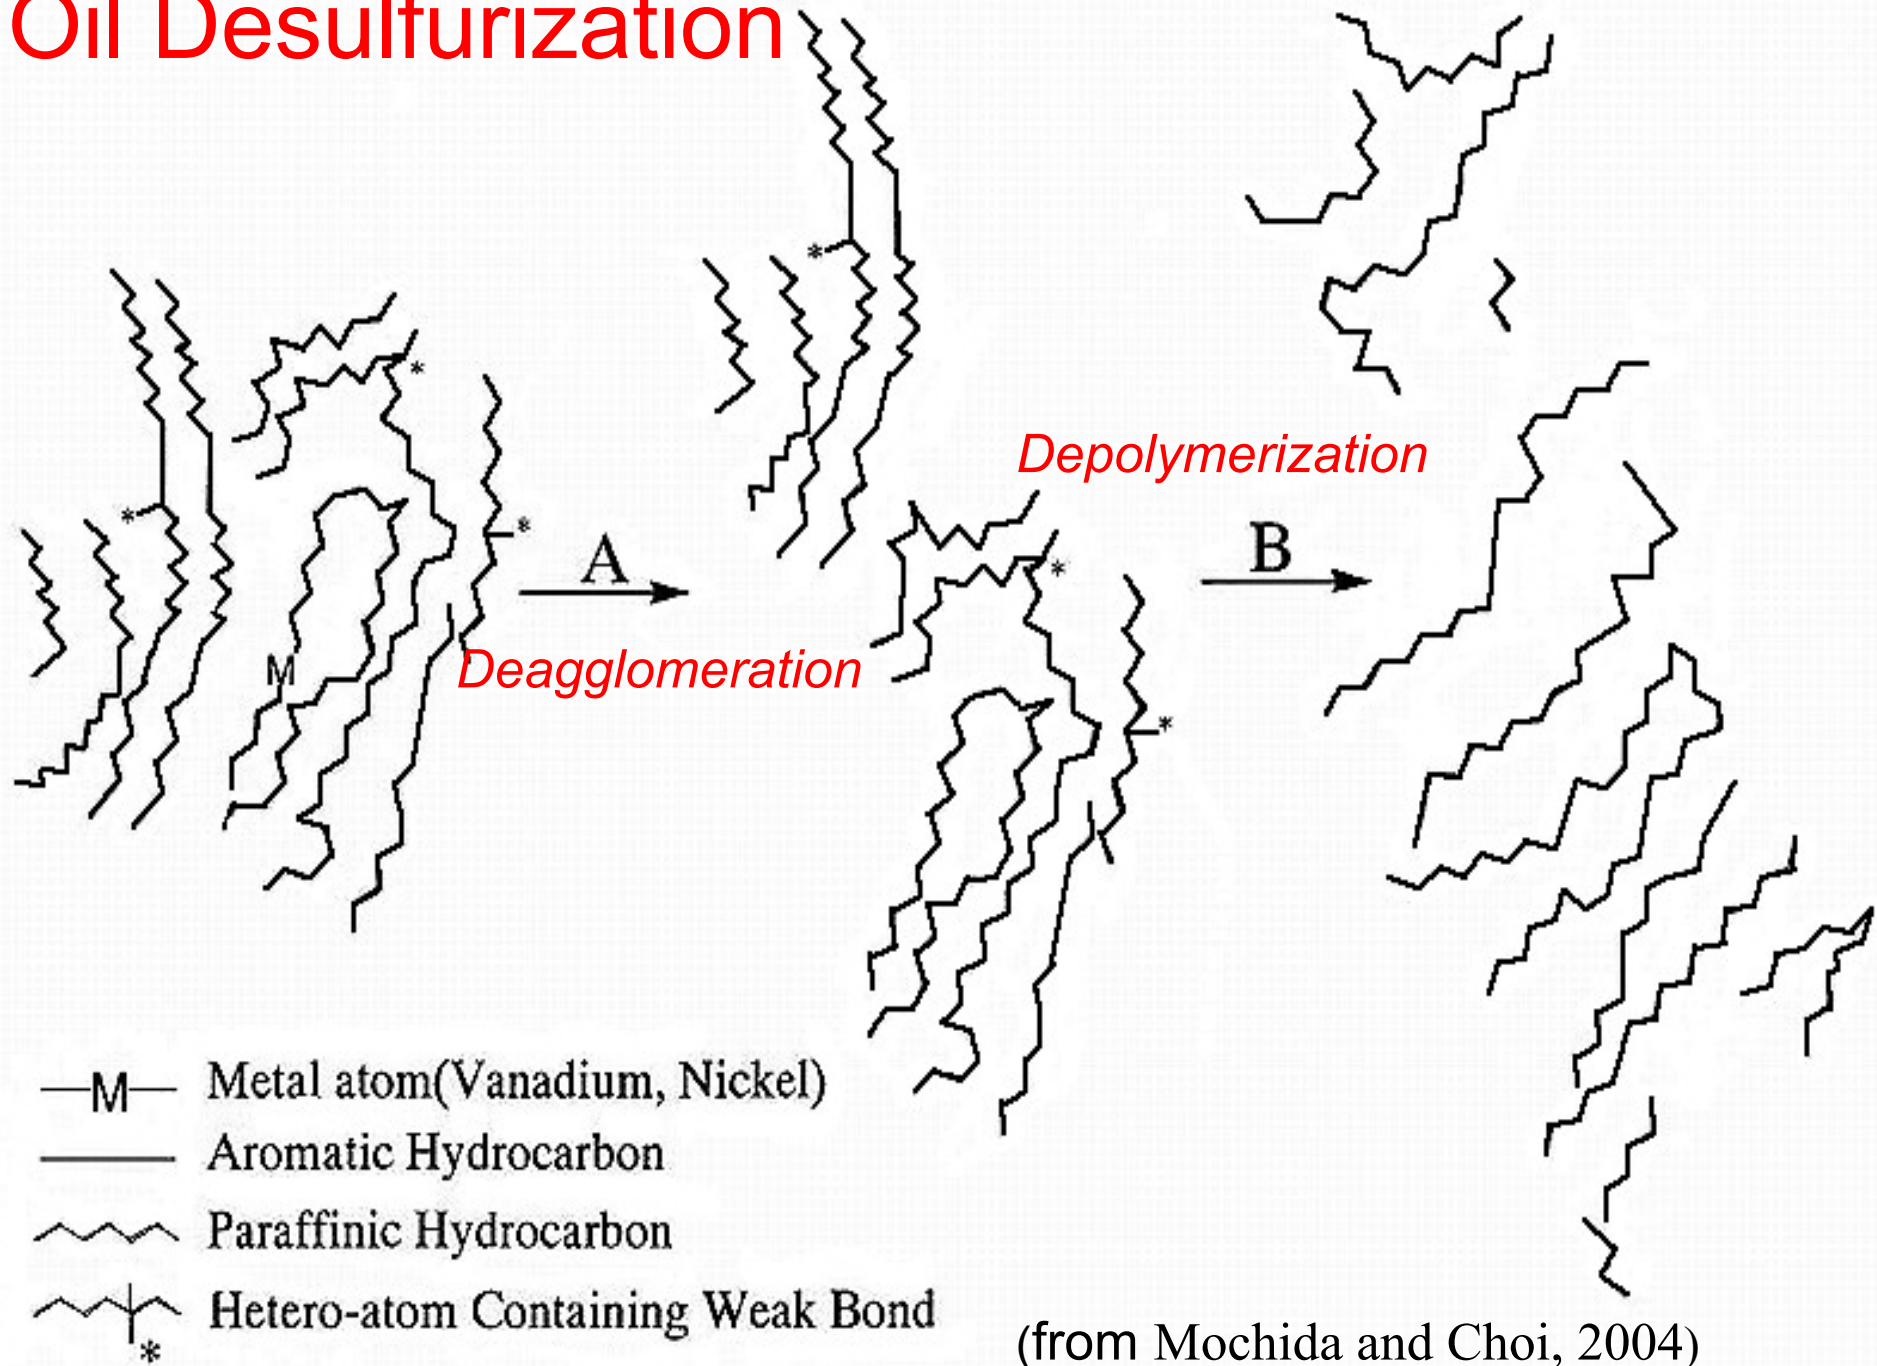 Oil Desulfurization
*
*
*
*
Depolymerization
*
*
A
B
M
Deagglomeration
*
—M— Metal atom(Vanadium, Nickel)
Aromatic Hydrocarbon
Paraffinic Hydrocarbon
Hetero-atom Containing Weak Bond
*
(from Mochida and Choi, 2004)